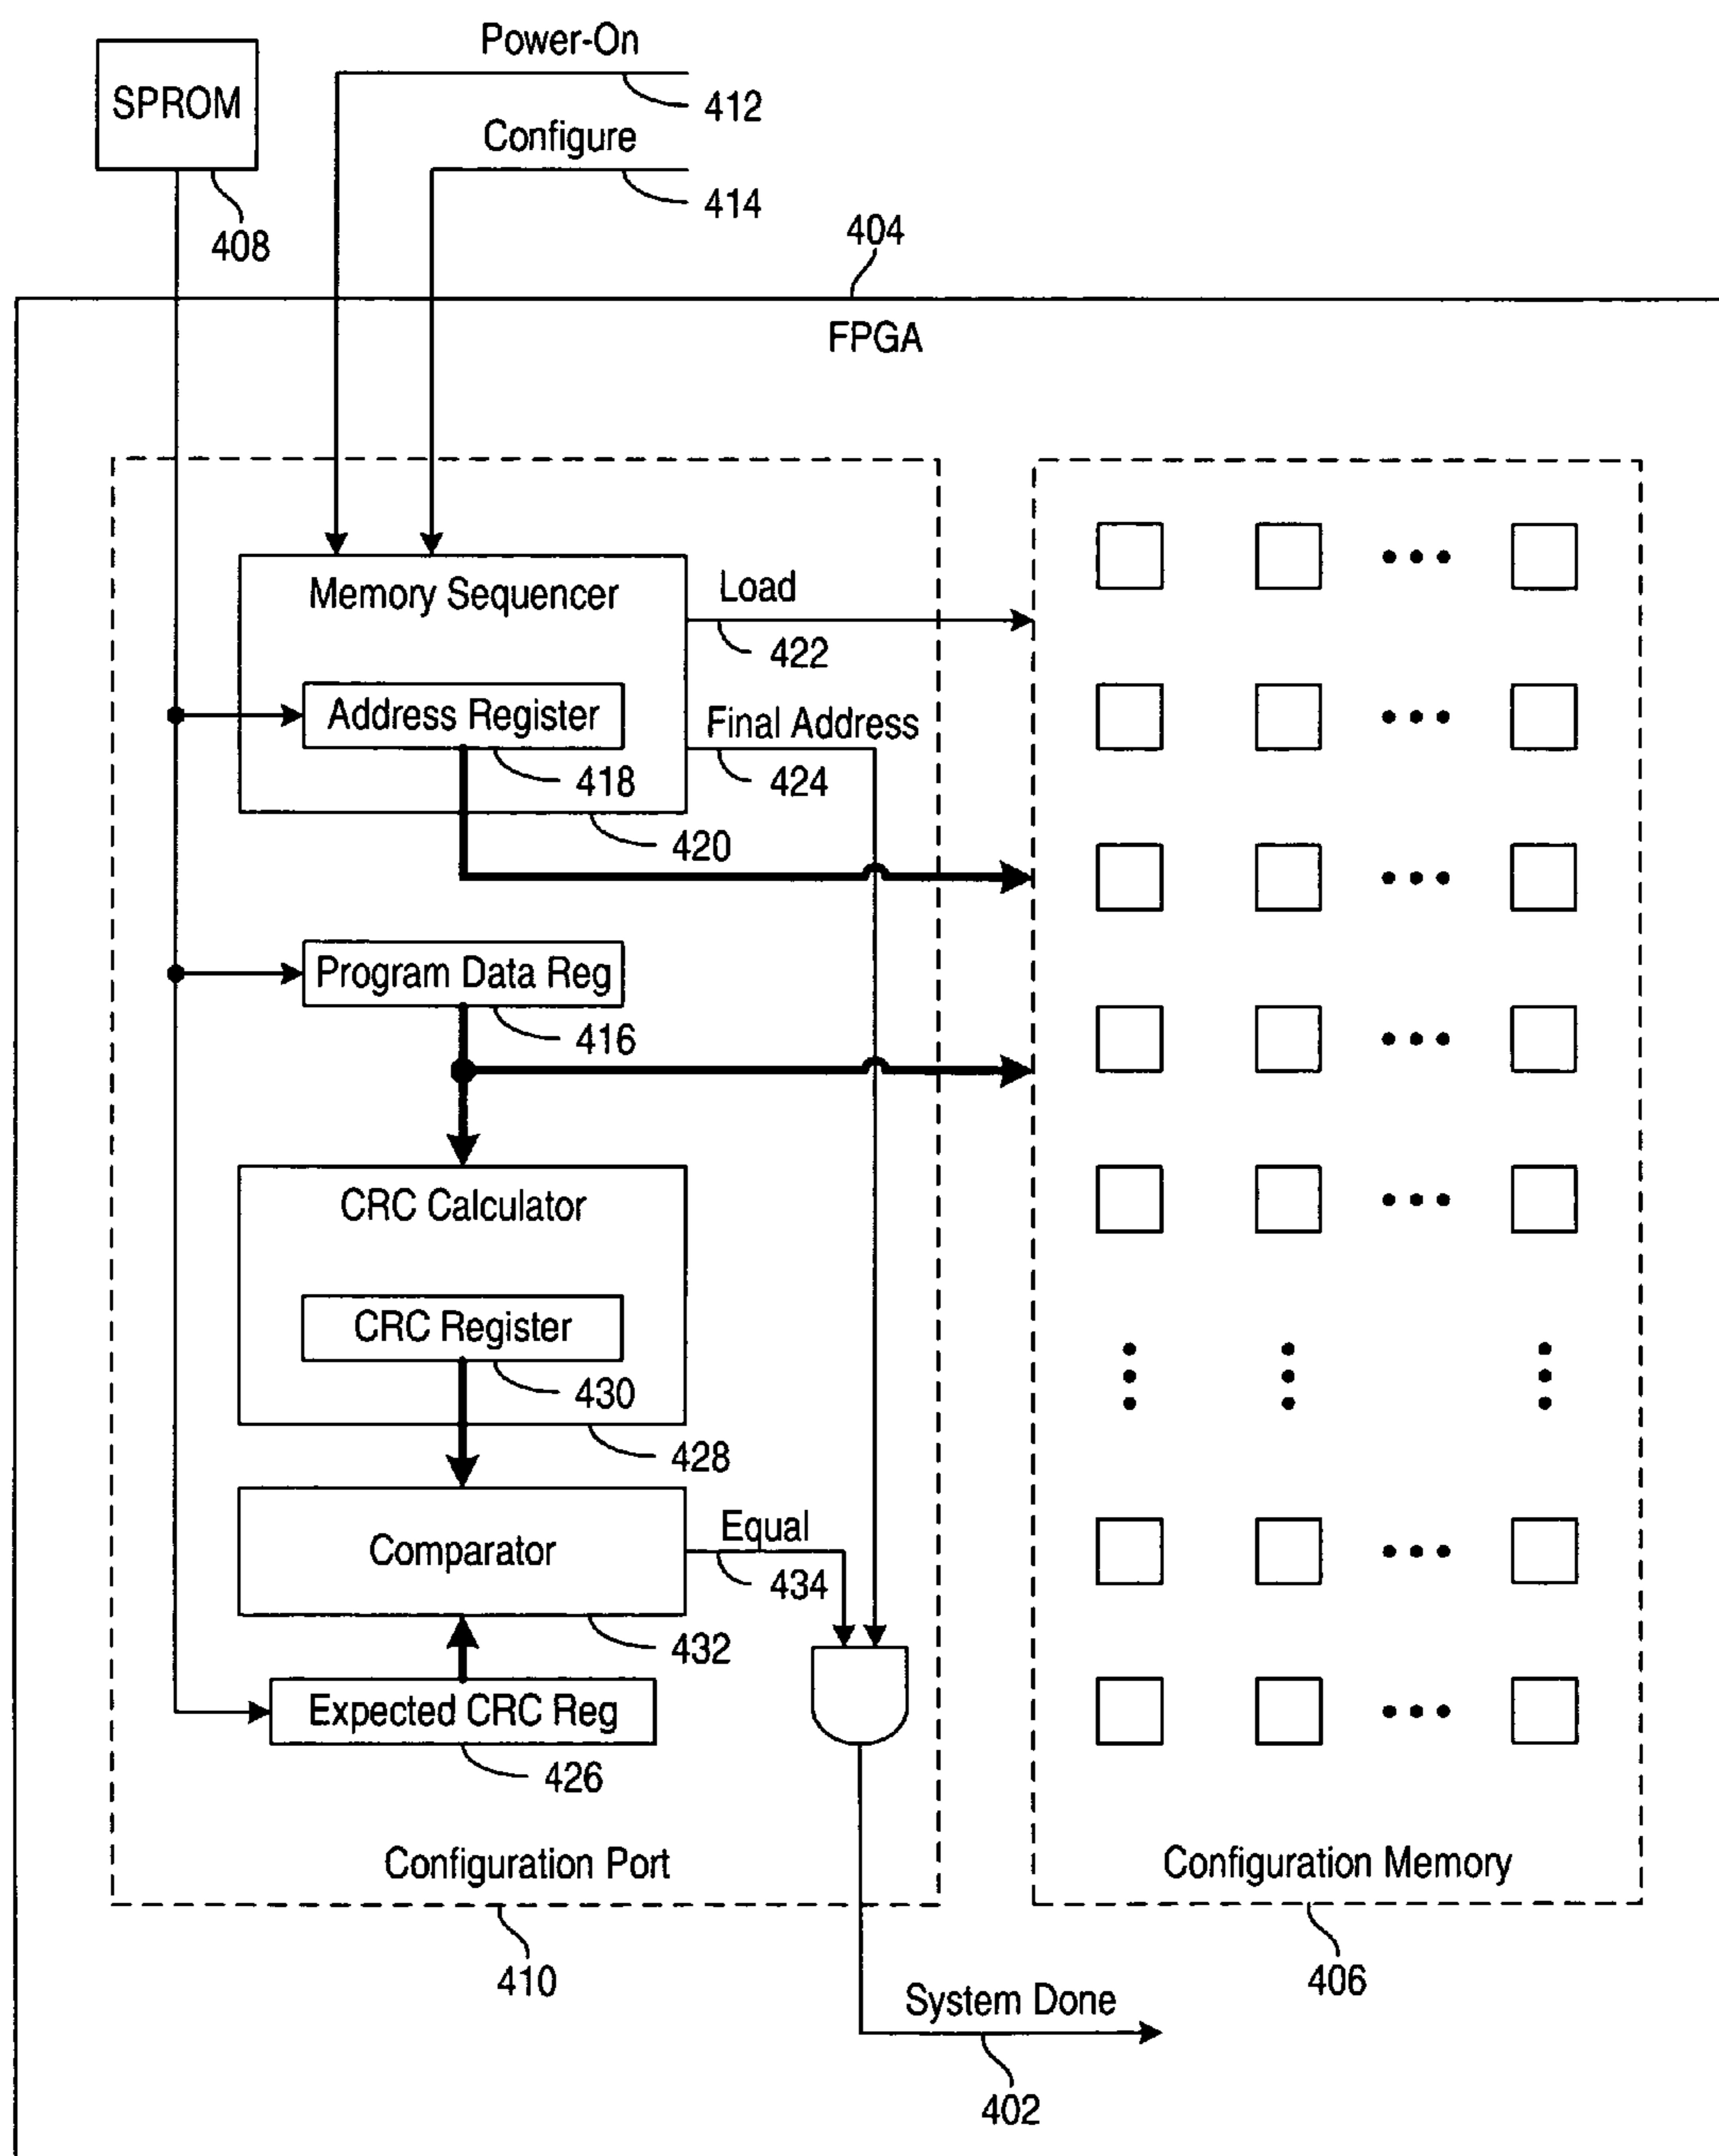 Power-On
SPROM
412
Configure
414
408
404
FPGA
Memory Sequencer
Load
422
Address Register
Final Address
418
424
420
Program Data Reg
416
CRC Calculator
CRC Register
430
428
Equal
Comparator
434
432
Expected CRC Reg
426
Configuration Port
Configuration Memory
410
406
System Done
402